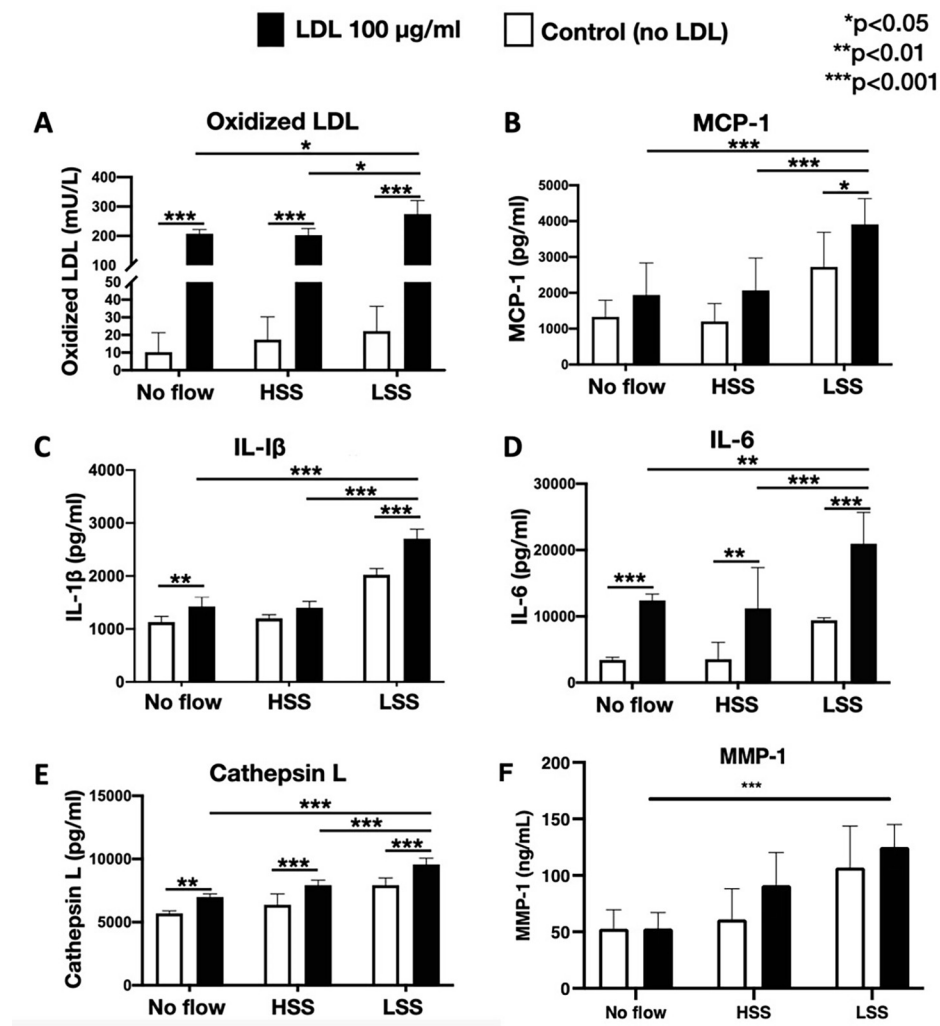 LDL 100 µg/ml
Control (no LDL)
*p<0.05
**p<0.01
***p<0.001
A
Oxidized LDL
Oxidized LDL (mU/L)
400
300
200
100
50
40
30
20
10
0
***
***
***
*
*
No flow HSS LSS
B
MCP-1
MCP-1 (pg/ml)
5000
4000
3000
2000
1000
0
***
***
*
No flow HSS LSS
C
IL-Iβ
IL-1β (pg/ml)
4000
3000
2000
1000
0
***
***
***
**
No flow HSS LSS
D
IL-6
IL-6 (pg/ml)
30000
20000
10000
0
**
***
***
**
***
No flow HSS LSS
E
Cathepsin L
Cathepsin L (pg/ml)
15000
10000
5000
0
***
***
***
***
**
No flow HSS LSS
F
MMP-1
MMP-1 (ng/mL)
200
150
100
50
0
***
No flow HSS LSS